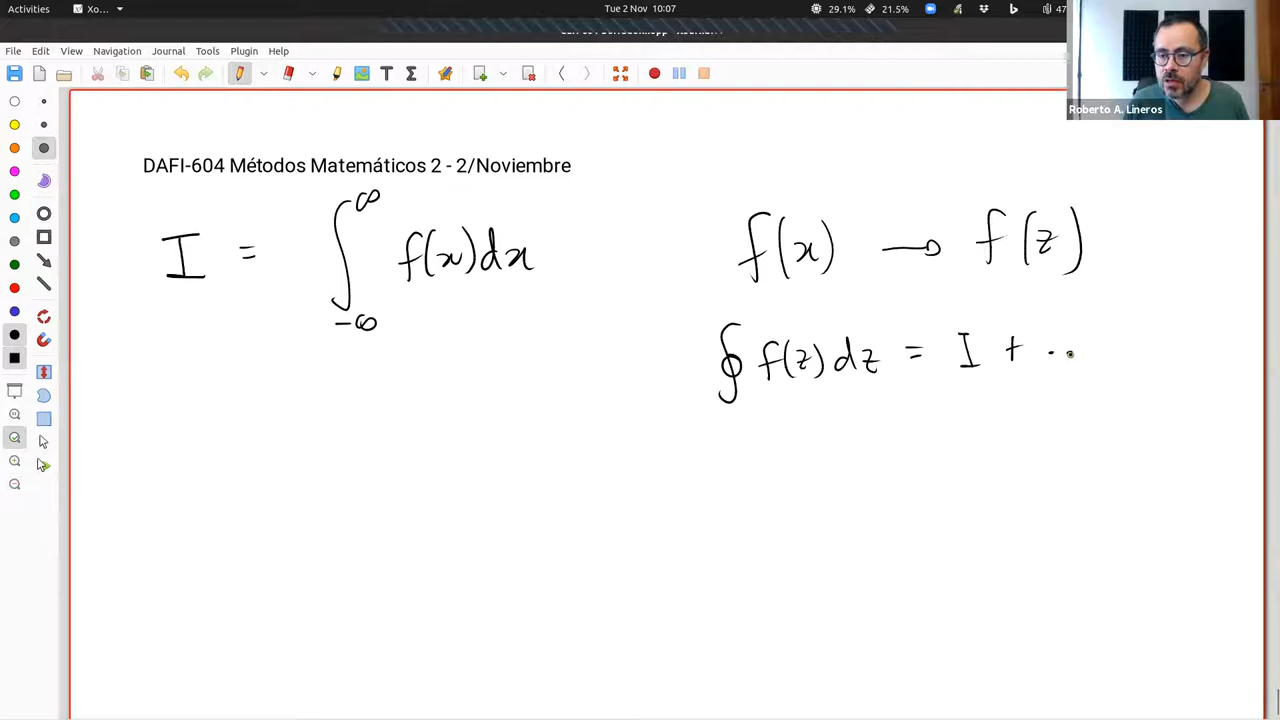 Activities Xo... Tue 2 Nov 10:07 29.1% 21.5% 47
File Edit View Navigation Journal Tools Plugin Help
Roberto A. Lineros
DAFI-604 Métodos Matemáticos 2 - 2/Noviembre
I = ∫_{-∞}^{∞} f(x)dx
f(x) → f(z)
∮ f(z) dz = I + ..